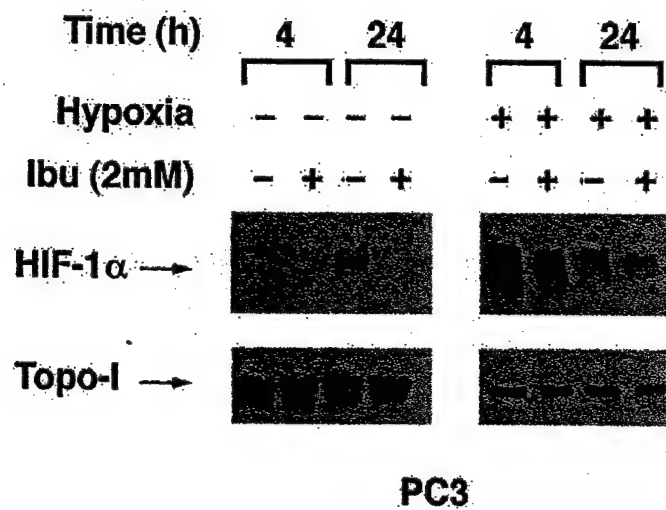 Time (h) 4 24 4 24
Hypoxia - - - - + + + +
Ibu (2mM) - + - + - + - +
HIF-1α →
Topo-I →
PC3